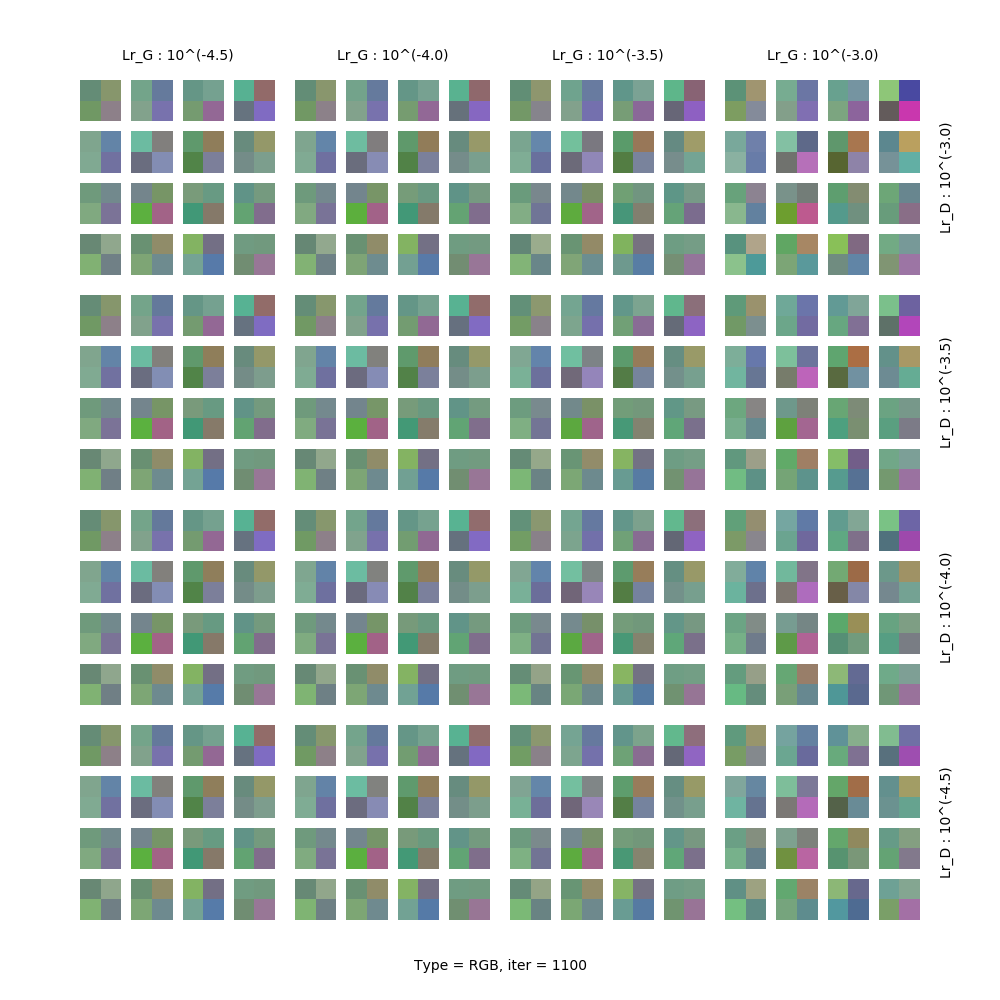 Lr_G : 10^(-4.5)
Lr_G : 10^(-4.0)
Lr_G : 10^(-3.5)
Lr_G : 10^(-3.0)
Lr_D : 10^(-3.0)
Lr_D : 10^(-3.5)
Lr_D : 10^(-4.0)
Lr_D : 10^(-4.5)
Type = RGB, iter = 1100